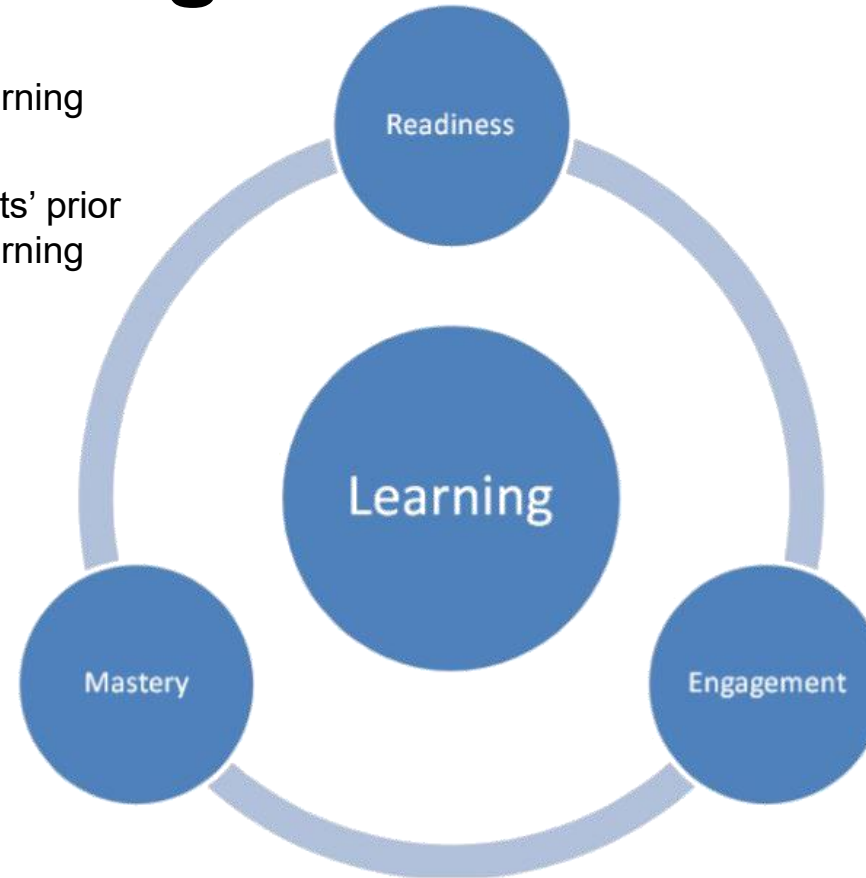 g
rning
ts’ prior
rning
Readiness
Learning
Mastery
Engagement